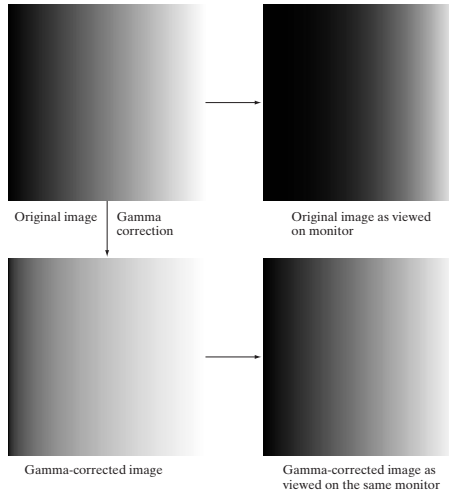 Original image
Gamma
correction
Original image as viewed
on monitor
Gamma-corrected image
Gamma-corrected image as
viewed on the same monitor